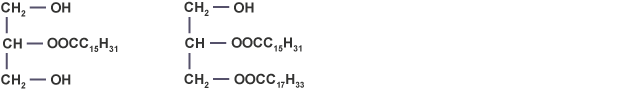 CH2 — OH CH2 — OH
CH — OOCC15H31 CH — OOCC15H31
CH2 — OH CH2 — OOCC17H33